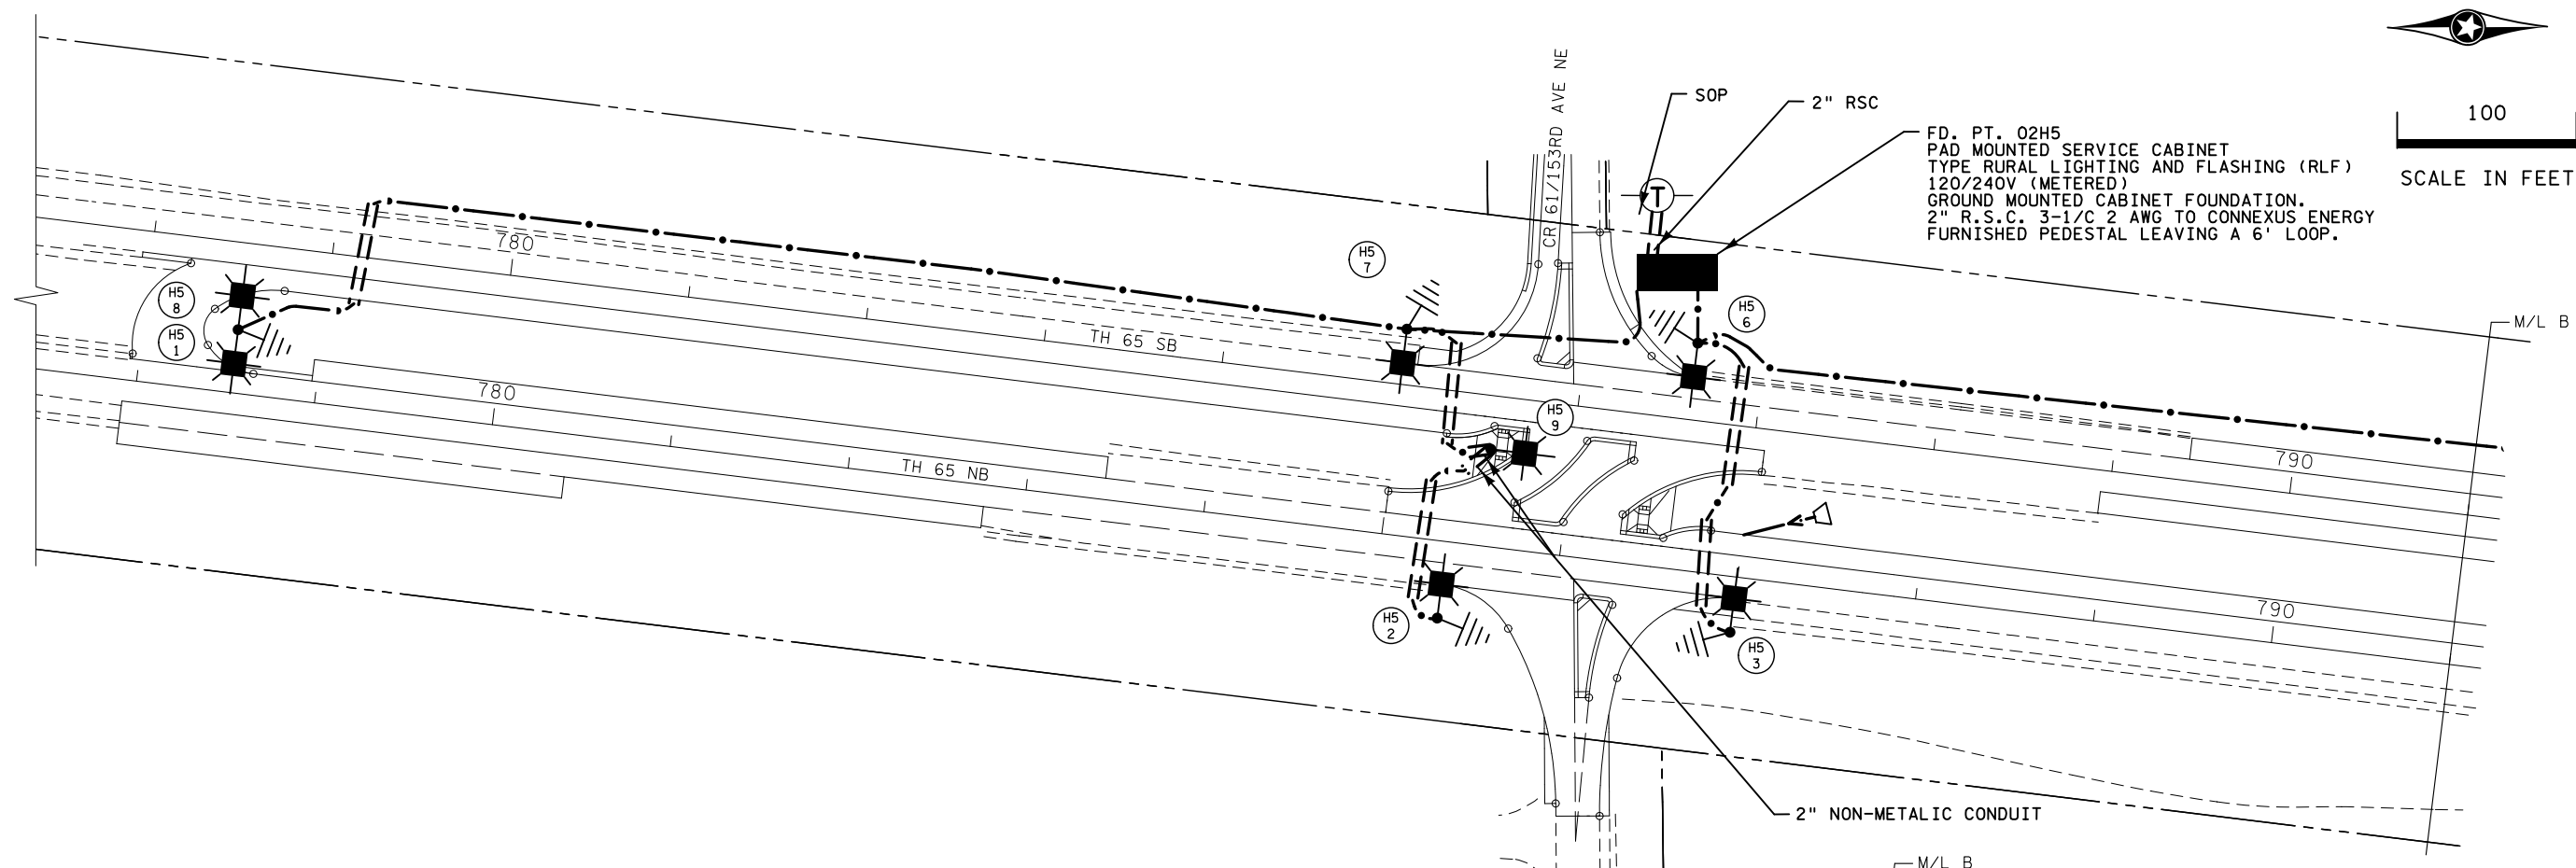 CR 61/153RD AVE NE
SOP
2" RSC
100
SCALE IN FEET
FD. PT. 02H5
PAD MOUNTED SERVICE CABINET
TYPE RURAL LIGHTING AND FLASHING (RLF)
120/240V (METERED)
GROUND MOUNTED CABINET FOUNDATION.
2" R.S.C. 3-1/C 2 AWG TO CONNEXUS ENERGY
FURNISHED PEDESTAL LEAVING A 6' LOOP.
T
780
H5
7
H5
8
H5
1
H5
6
M/L B
TH 65 SB
780
H5
9
TH 65 NB
790
790
H5
2
H5
3
2" NON-METALIC CONDUIT
M/L B